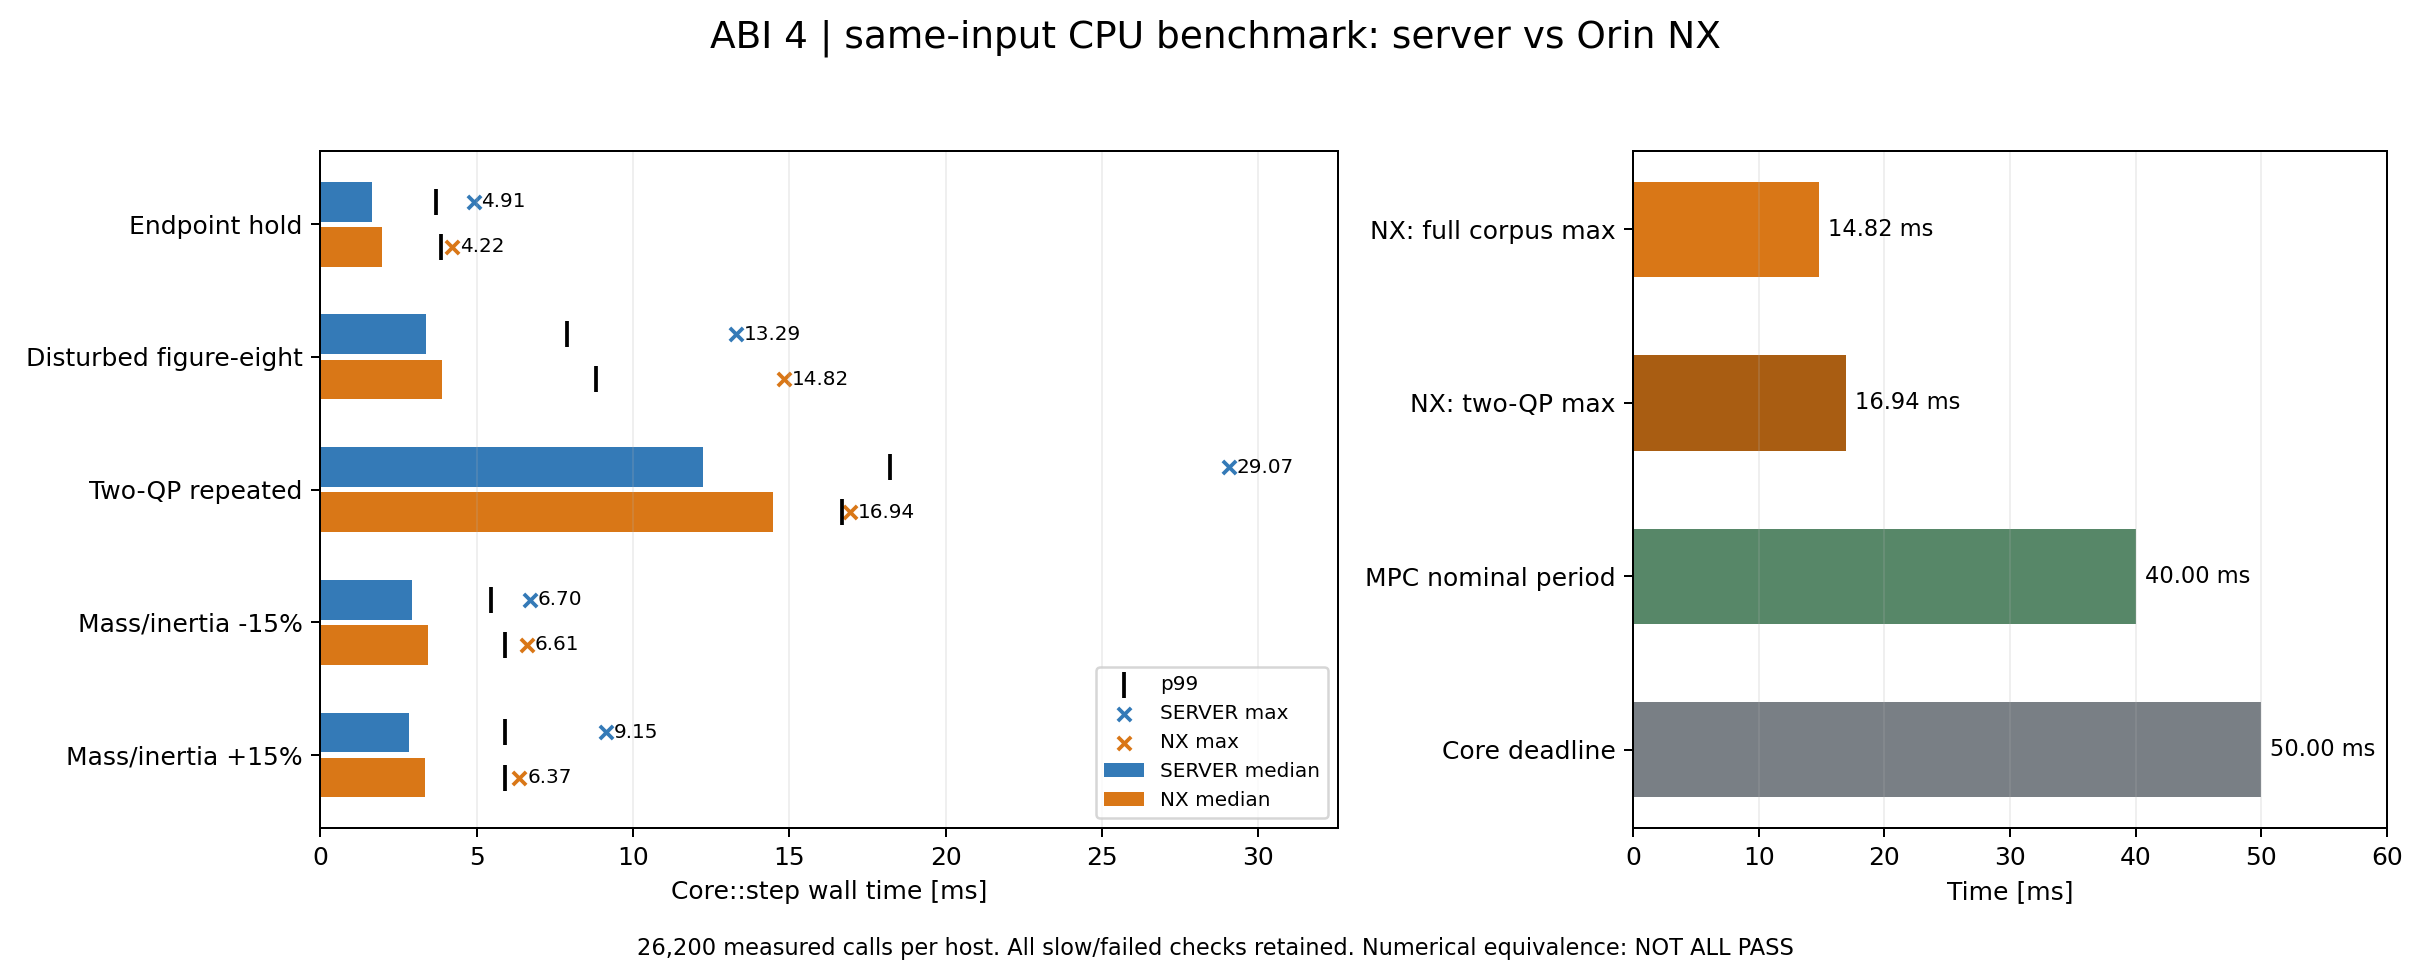 ABI 4 | same-input CPU benchmark: server vs Orin NX
Endpoint hold
4.91
4.22
Disturbed figure-eight
13.29
14.82
Two-QP repeated
29.07
16.94
Mass/inertia -15%
6.70
6.61
Mass/inertia +15%
9.15
6.37
p99
SERVER max
NX max
SERVER median
NX median
0 5 10 15 20 25 30
Core::step wall time [ms]
NX: full corpus max
14.82 ms
NX: two-QP max
16.94 ms
MPC nominal period
40.00 ms
Core deadline
50.00 ms
0 10 20 30 40 50 60
Time [ms]
26,200 measured calls per host. All slow/failed checks retained. Numerical equivalence: NOT ALL PASS